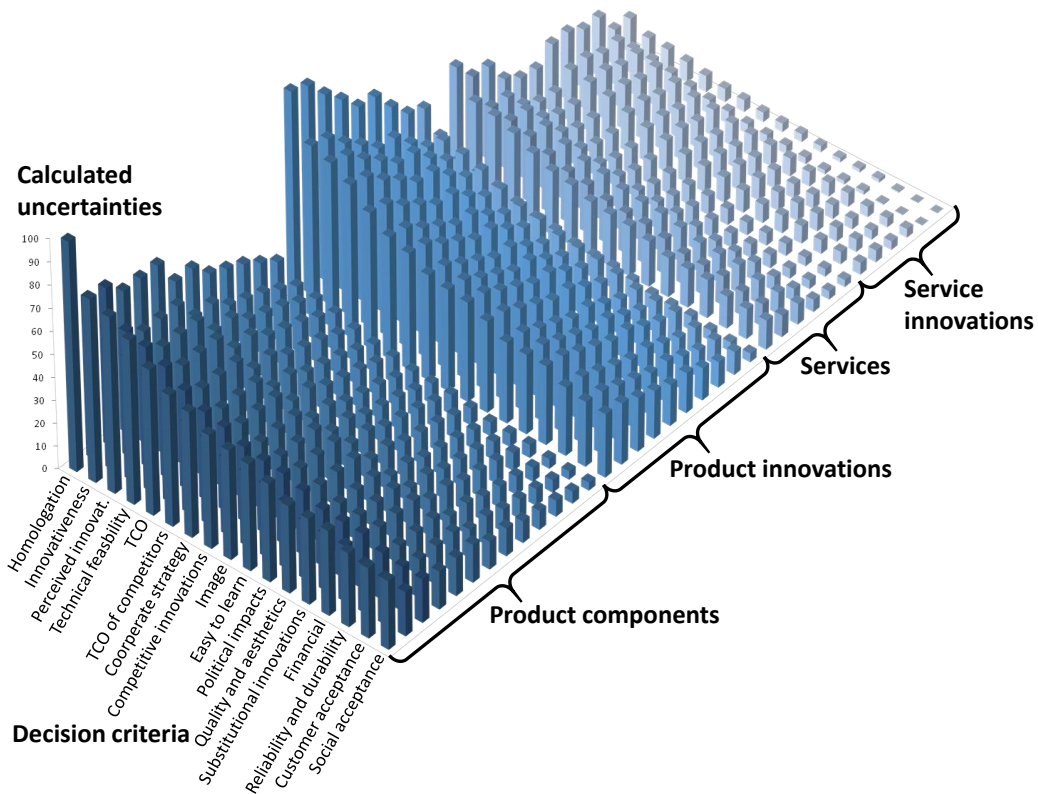 Calculated
uncertainties
100
90
80
70
60
50
40
30
20
10
0
Homologation
Innovativeness
Perceived innovat.
Technical feasbility
TCO
TCO of competitors
Coorperate strategy
Competitive innovations
Image
Easy to learn
Political impacts
Quality and aesthetics
Substitutional innovations
Financial
Reliability and durability
Customer acceptance
Social acceptance
Decision criteria
Product components
Product innovations
Services
Service
innovations